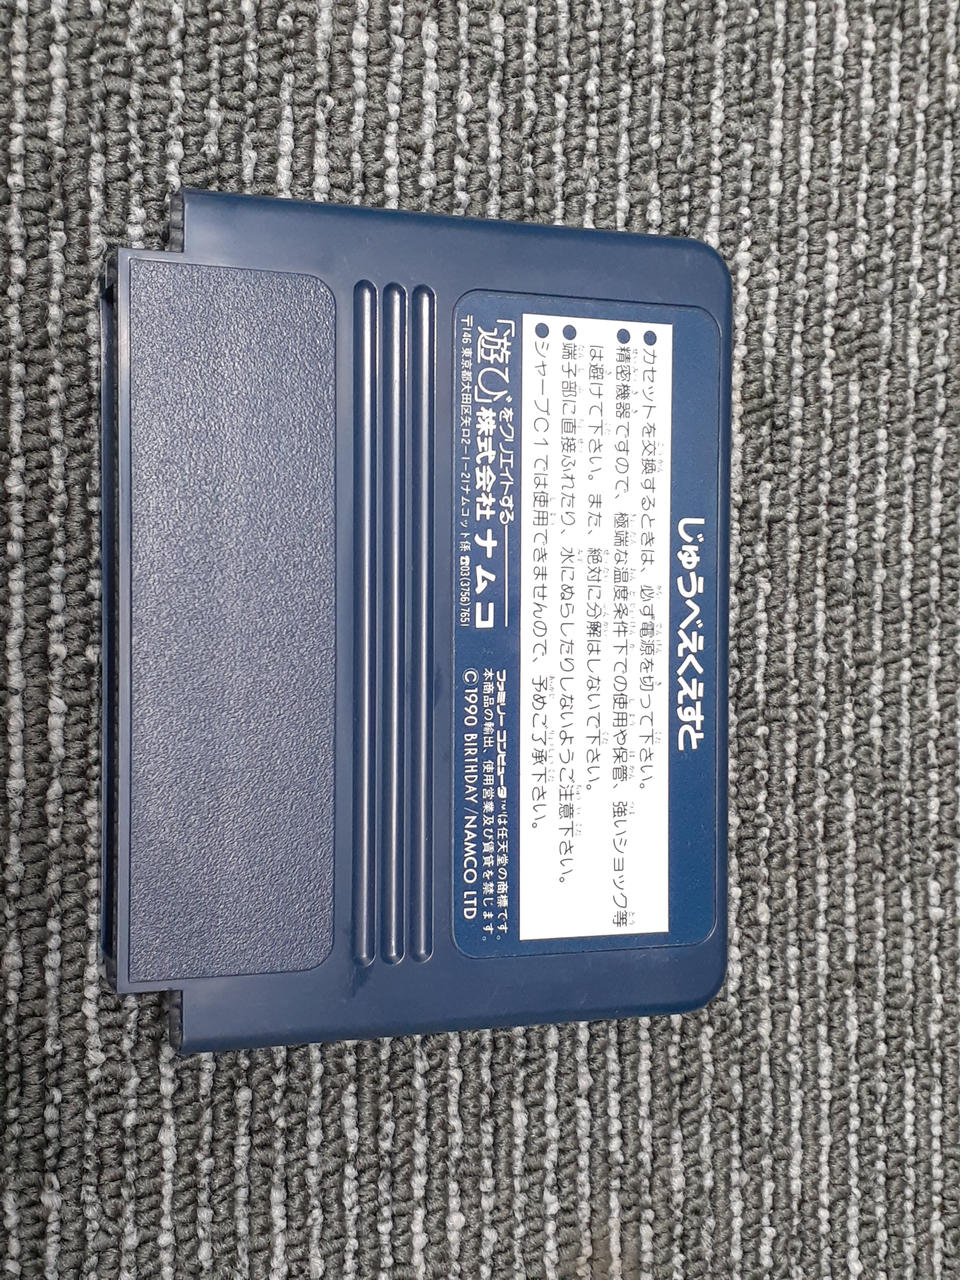 じゅうべえくえすと
●カセットを交換するときは、必ず電源を切って下さい。
●精密機器ですので、極端な温度条件下での使用や保管、強いショック等
は避けて下さい。また、絶対に分解はしないで下さい。
●端子部に直接ふれたり、水にぬらしたりしないようご注意下さい。
●シャープC1では使用できませんので、予めご了承下さい。
「遊び」をクリエイトする
株式会社ナムコ
〒146 東京都大田区矢口2-1-21ナムコット係 ☎03(3756)7651
ファミリーコンピュータ™は任天堂の商標です。
本商品の輸出、使用営業及び賃貸を禁じます。
©1990 BIRTHDAY/NAMCO LTD